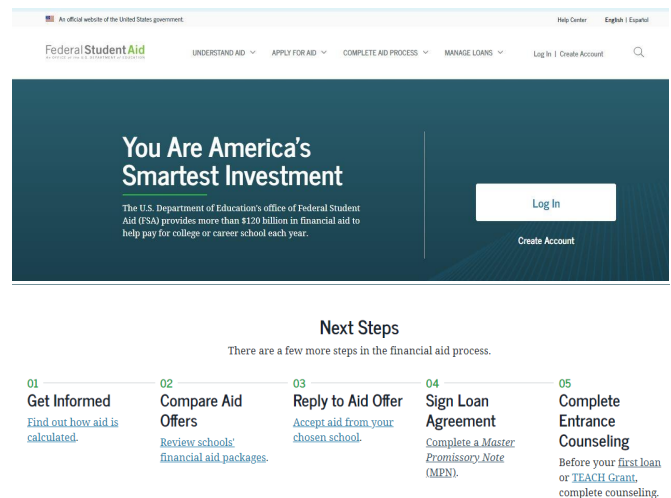 An official website of the United States government.
Help Center English | Español
Federal Student Aid
An OFFICE of the U.S. DEPARTMENT of EDUCATION
UNDERSTAND AID APPLY FOR AID COMPLETE AID PROCESS MANAGE LOANS Log In | Create Account
You Are America's
Smartest Investment
The U.S. Department of Education's office of Federal Student
Aid (FSA) provides more than $120 billion in financial aid to
help pay for college or career school each year.
Log In
Create Account
Next Steps
There are a few more steps in the financial aid process.
01
Get Informed
Find out how aid is
calculated.
02
Compare Aid
Offers
Review schools'
financial aid packages.
03
Reply to Aid Offer
Accept aid from your
chosen school.
04
Sign Loan
Agreement
Complete a Master
Promissory Note
(MPN).
05
Complete
Entrance
Counseling
Before your first loan
or TEACH Grant,
complete counseling.